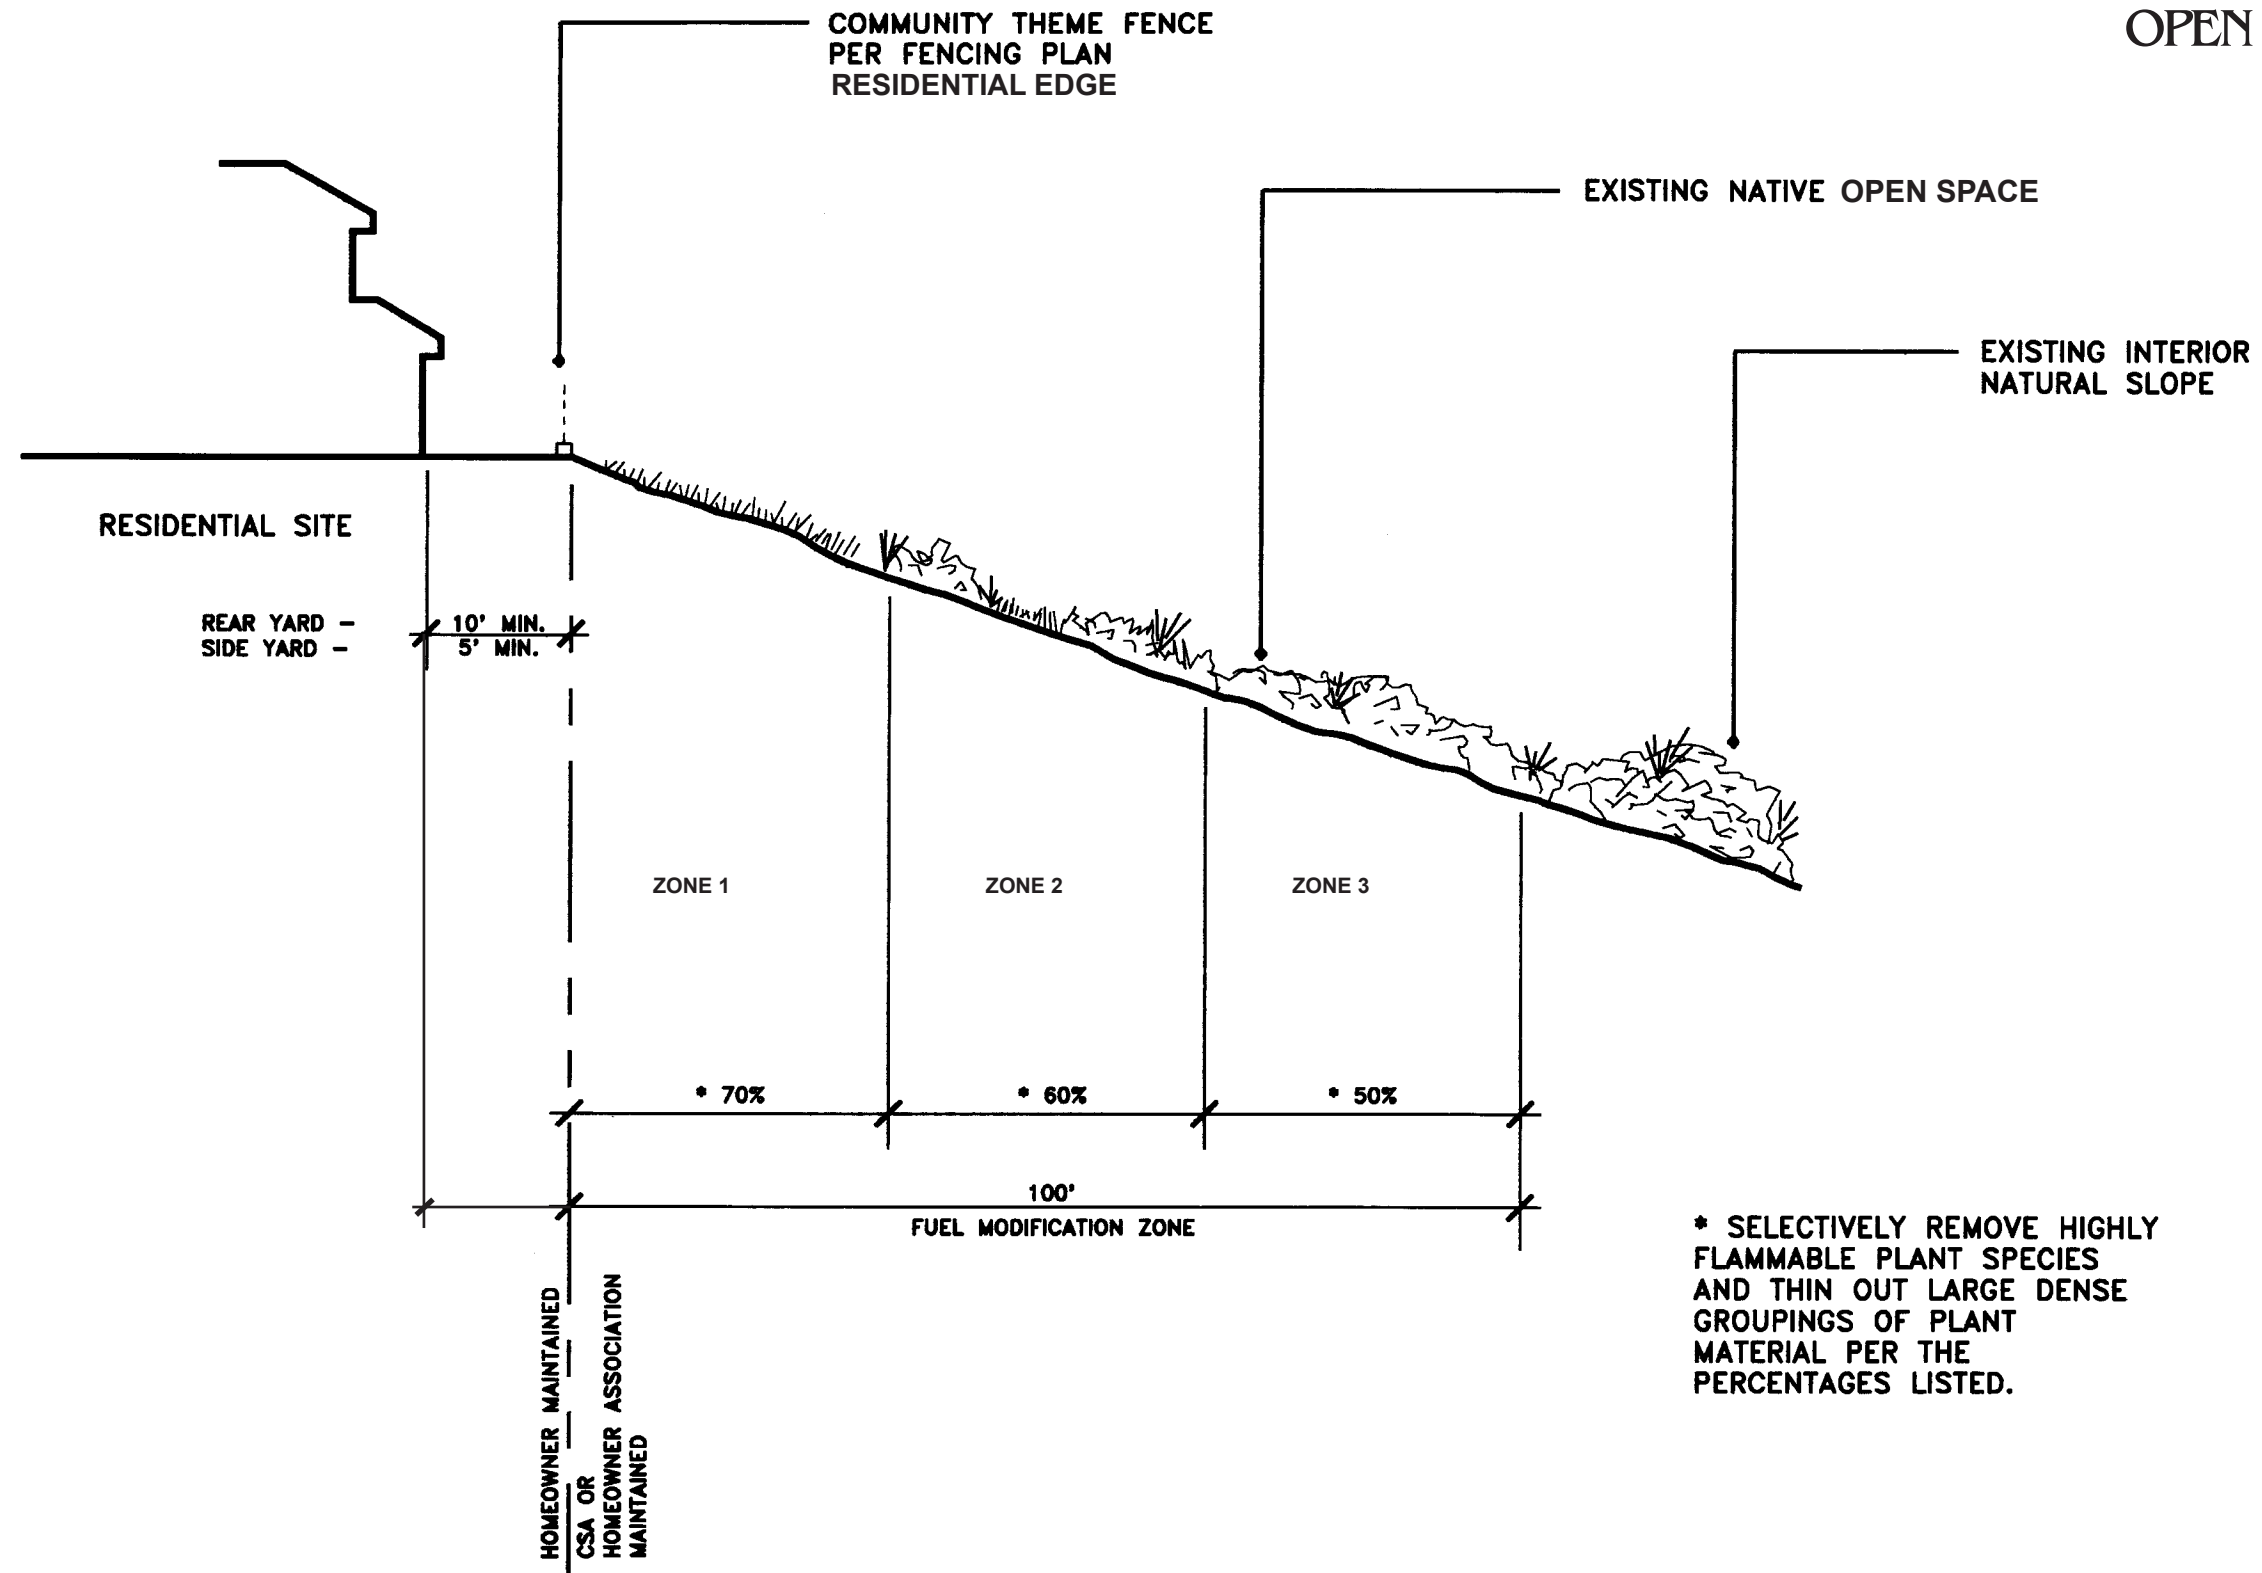 OPEN
COMMUNITY THEME FENCE
PER FENCING PLAN
RESIDENTIAL EDGE
EXISTING NATIVE OPEN SPACE
EXISTING INTERIOR
NATURAL SLOPE
RESIDENTIAL SITE
REAR YARD – 10' MIN.
SIDE YARD – 5' MIN.
ZONE 1 ZONE 2 ZONE 3
* 70% * 60% * 50%
100'
FUEL MODIFICATION ZONE
* SELECTIVELY REMOVE HIGHLY
FLAMMABLE PLANT SPECIES
AND THIN OUT LARGE DENSE
GROUPINGS OF PLANT
MATERIAL PER THE
PERCENTAGES LISTED.
HOMEOWNER MAINTAINED
CSA OR
HOMEOWNER ASSOCIATION
MAINTAINED